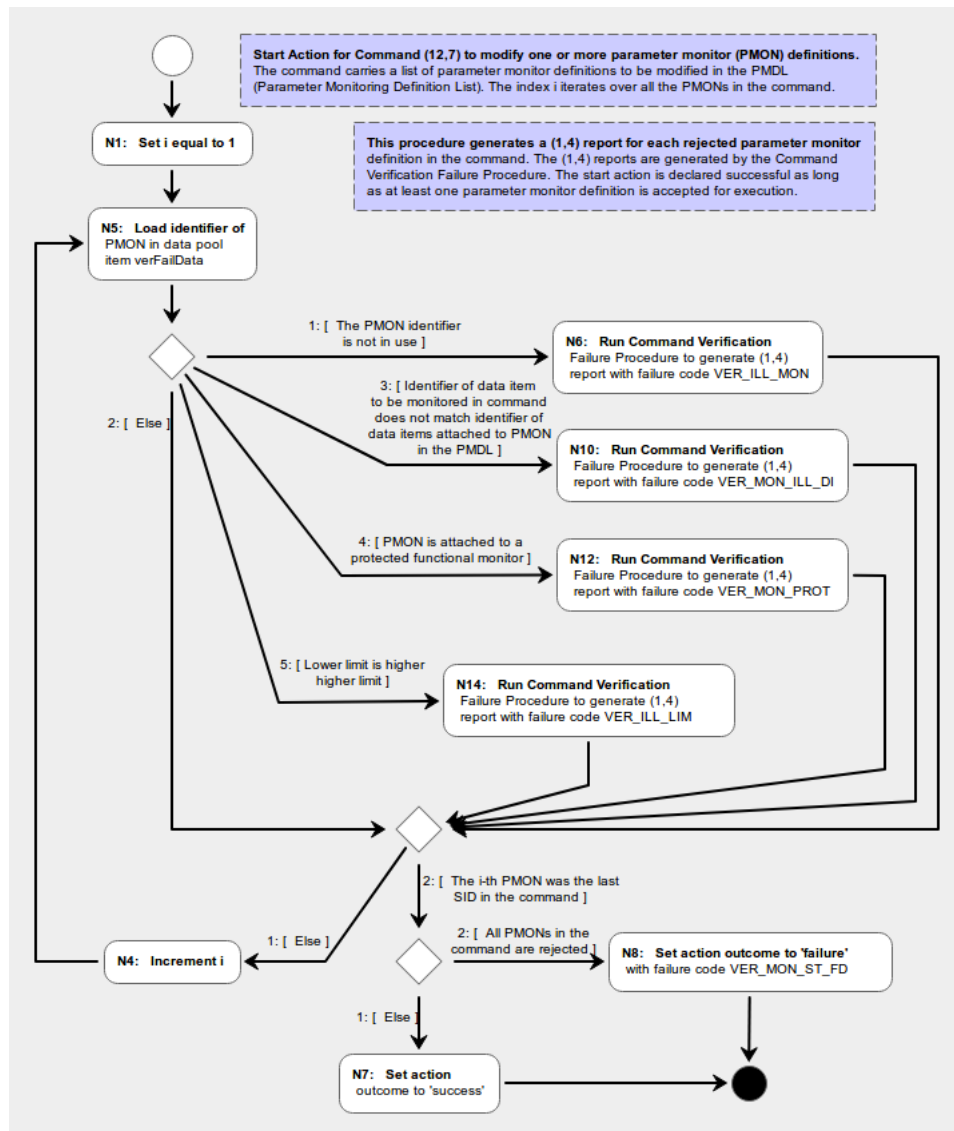 Start Action for Command (12,7) to modify one or more parameter monitor (PMON) definitions.
The command carries a list of parameter monitor definitions to be modified in the PMDL
(Parameter Monitoring Definition List). The index i iterates over all the PMONs in the command.
N1: Set i equal to 1
This procedure generates a (1,4) report for each rejected parameter monitor
definition in the command. The (1,4) reports are generated by the Command
Verification Failure Procedure. The start action is declared successful as long
as at least one parameter monitor definition is accepted for execution.
N5: Load identifier of
PMON in data pool
item verFailData
1: [ The PMON identifier
is not in use ]
N6: Run Command Verification
Failure Procedure to generate (1,4)
report with failure code VER_ILL_MON
2: [ Else ]
3: [ Identifier of data item
to be monitored in command
does not match identifier of
data items attached to PMON
in the PMDL ]
N10: Run Command Verification
Failure Procedure to generate (1,4)
report with failure code VER_MON_ILL_DI
4: [ PMON is attached to a
protected functional monitor ]
N12: Run Command Verification
Failure Procedure to generate (1,4)
report with failure code VER_MON_PROT
5: [ Lower limit is higher
higher limit ]
N14: Run Command Verification
Failure Procedure to generate (1,4)
report with failure code VER_ILL_LIM
2: [ The i-th PMON was the last
SID in the command ]
1: [ Else ]
N4: Increment i
2: [ All PMONs in the
command are rejected ]
N8: Set action outcome to 'failure'
with failure code VER_MON_ST_FD
1: [ Else ]
N7: Set action
outcome to 'success'